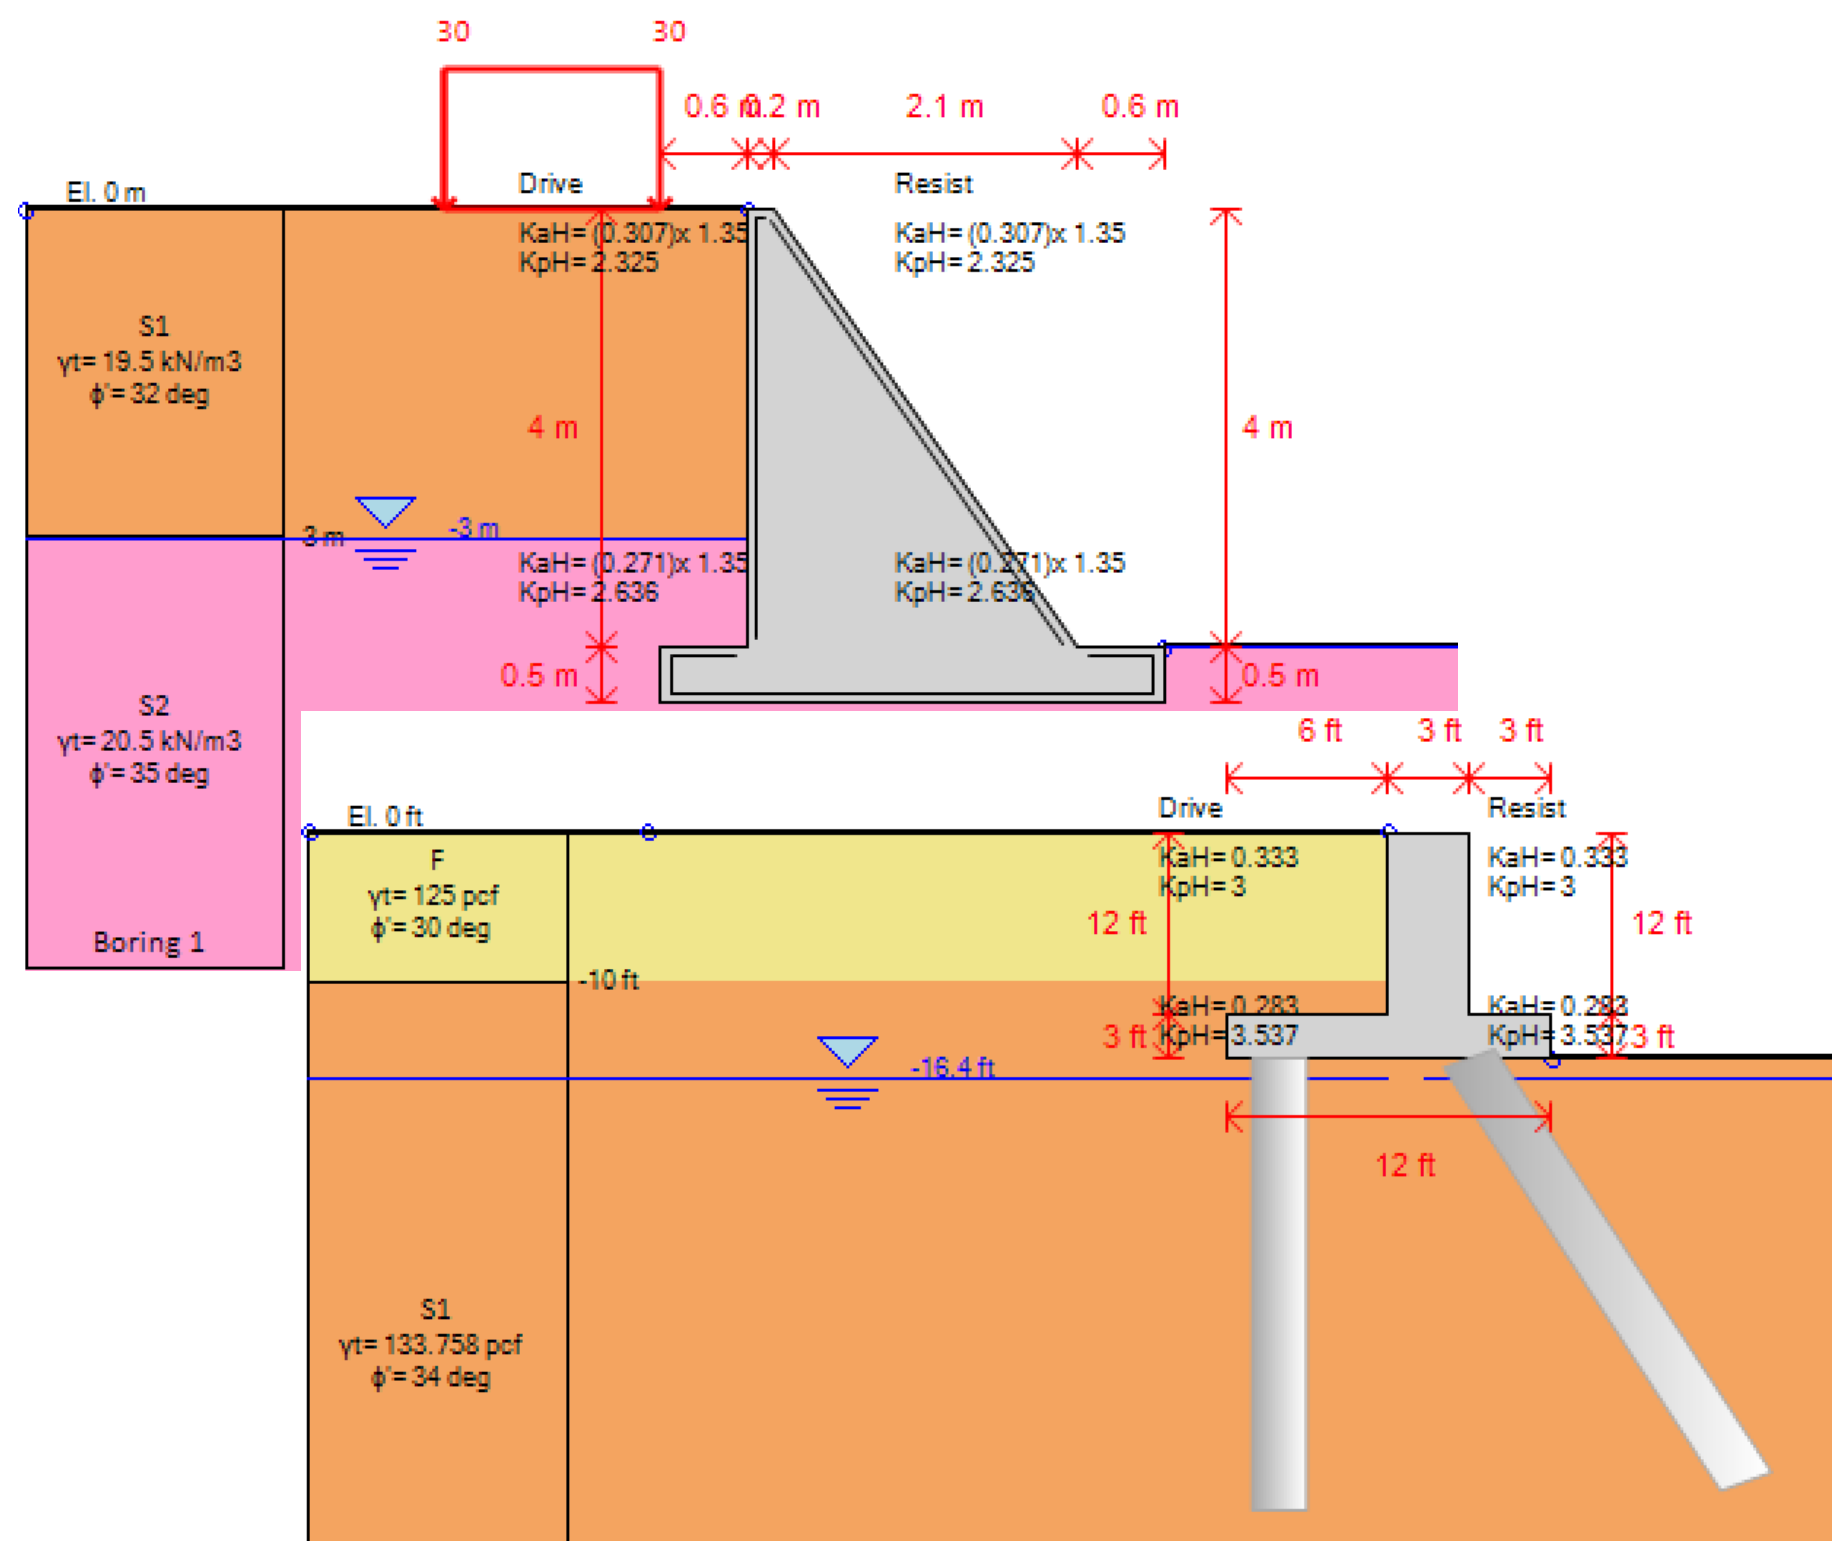 30 30
0.6 m 0.2 m 2.1 m 0.6 m
El. 0 m
Drive
Resist
KaH= (0.307)x 1.35
KpH= 2.325
KaH= (0.307)x 1.35
KpH= 2.325
S1
γt= 19.5 kN/m3
ϕ'= 32 deg
4 m
4 m
-3 m
-3 m
KaH= (0.271)x 1.35
KpH= 2.636
KaH= (0.271)x 1.35
KpH= 2.636
0.5 m
0.5 m
S2
γt= 20.5 kN/m3
ϕ'= 35 deg
Boring 1
6 ft 3 ft 3 ft
El. 0 ft
Drive
Resist
F
γt= 125 pcf
ϕ'= 30 deg
KaH= 0.333
KpH= 3
KaH= 0.333
KpH= 3
12 ft
12 ft
-10 ft
KaH= 0.283
KpH= 3.537
KaH= 0.283
KpH= 3.537
3 ft
3 ft
-16.4 ft
12 ft
S1
γt= 133.758 pcf
ϕ'= 34 deg